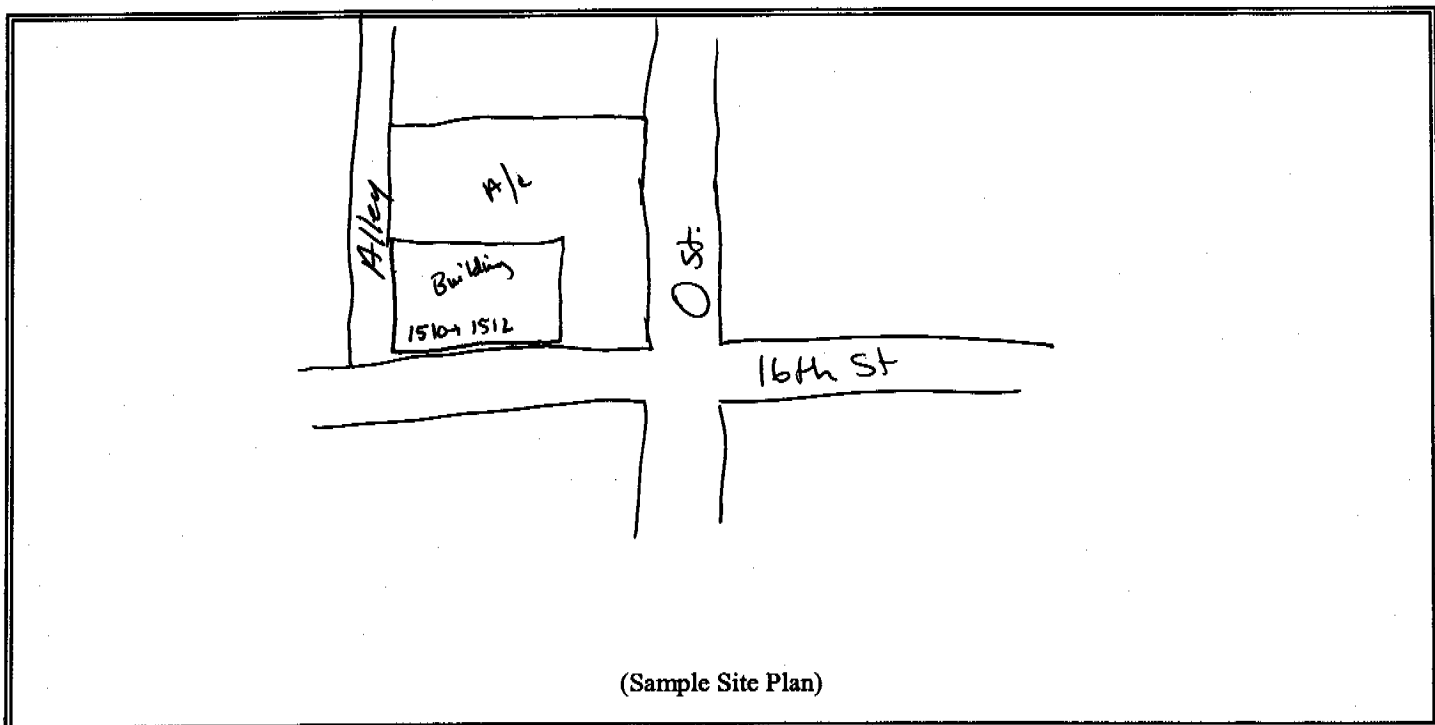 A/c
Alley
Building
1510+ 1512
O St.
16th St
(Sample Site Plan)